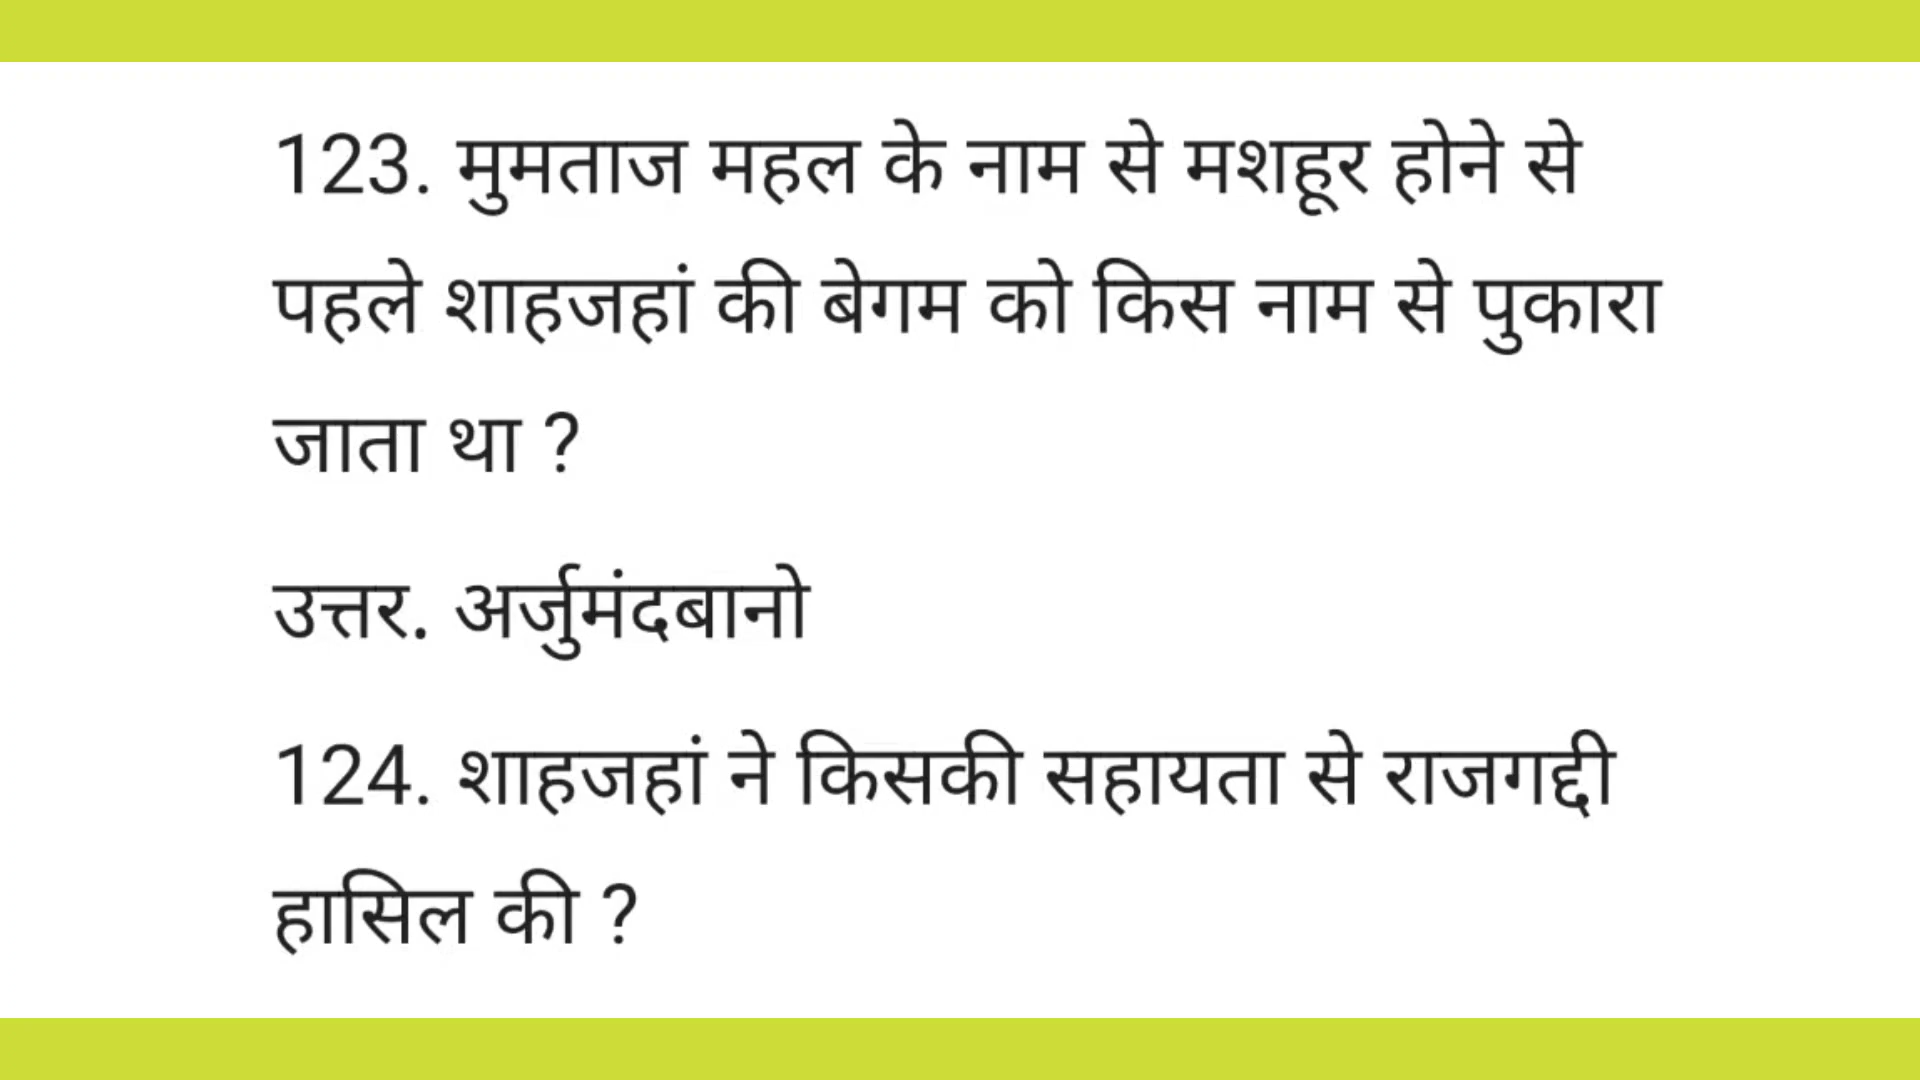 123. मुमताज महल के नाम से मशहूर होने से
पहले शाहजहां की बेगम को किस नाम से पुकारा
जाता था ?
उत्तर. अर्जुमंदबानो
124. शाहजहां ने किसकी सहायता से राजगद्दी
हासिल की ?